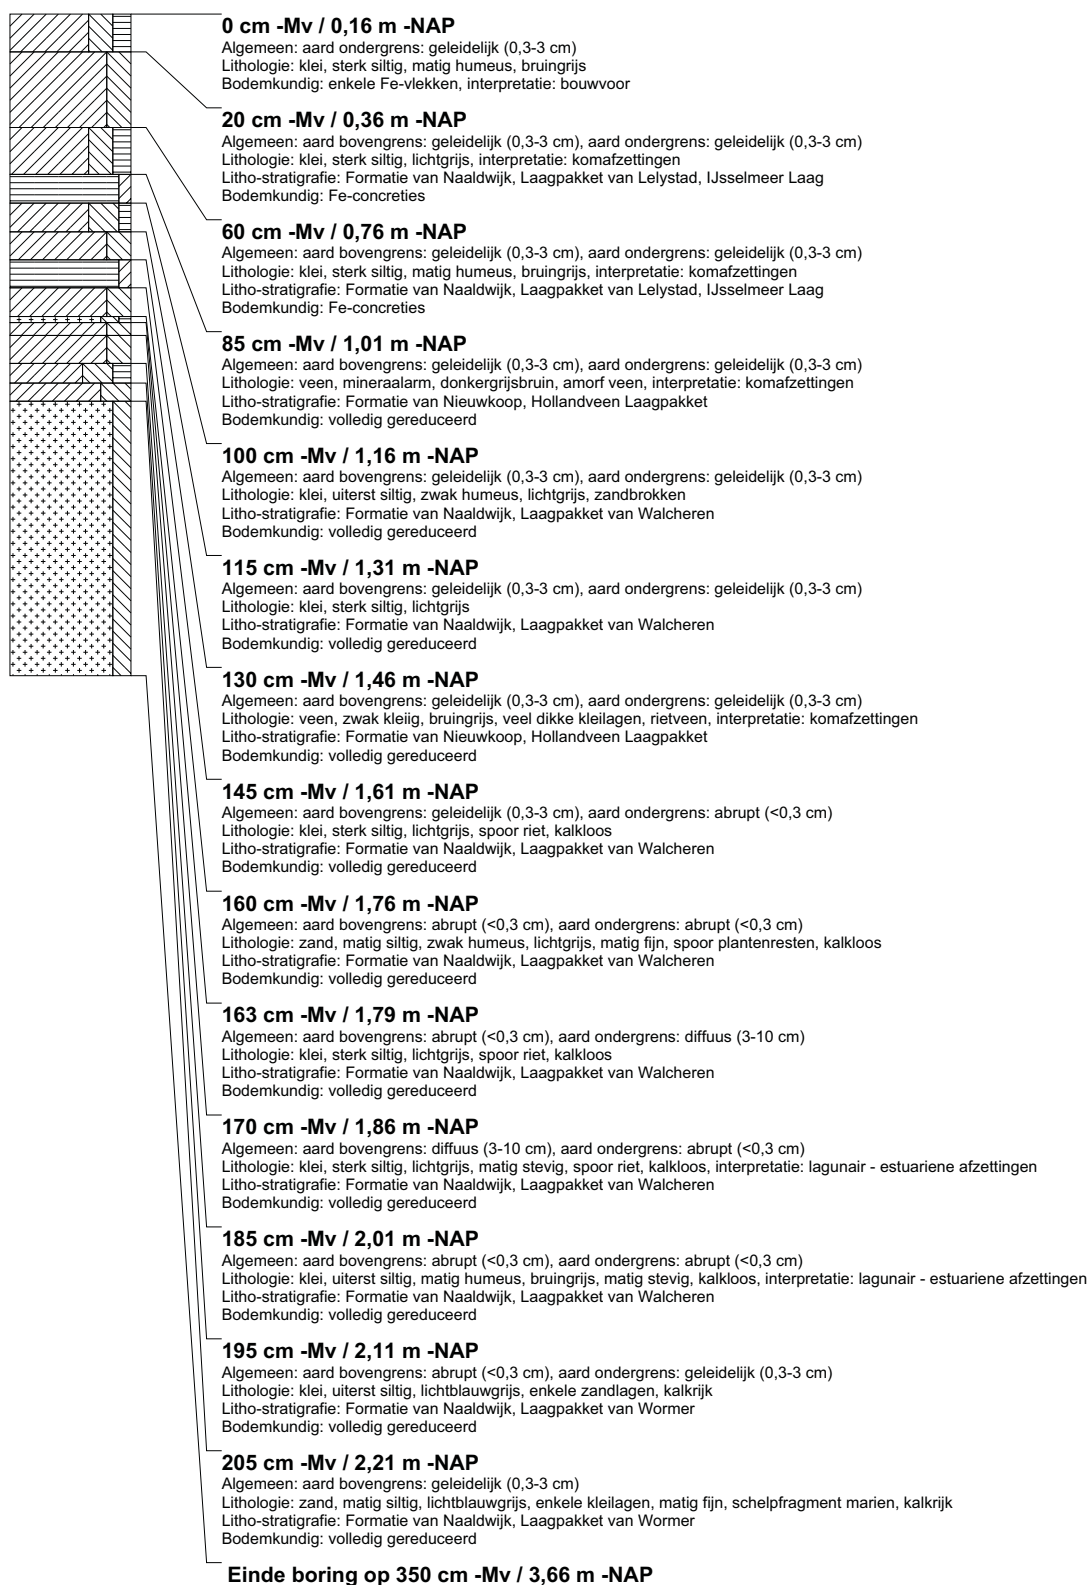 0 cm -Mv / 0,16 m -NAP
Algemeen: aard ondergrens: geleidelijk (0,3-3 cm)
Lithologie: klei, sterk siltig, matig humeus, bruingrijs
Bodemkundig: enkele Fe-vlekken, interpretatie: bouwvoor
20 cm -Mv / 0,36 m -NAP
Algemeen: aard bovengrens: geleidelijk (0,3-3 cm), aard ondergrens: geleidelijk (0,3-3 cm)
Lithologie: klei, sterk siltig, lichtgrijs, interpretatie: komafzettingen
Litho-stratigrafie: Formatie van Naaldwijk, Laagpakket van Lelystad, IJsselmeer Laag
Bodemkundig: Fe-concreties
60 cm -Mv / 0,76 m -NAP
Algemeen: aard bovengrens: geleidelijk (0,3-3 cm), aard ondergrens: geleidelijk (0,3-3 cm)
Lithologie: klei, sterk siltig, matig humeus, bruingrijs, interpretatie: komafzettingen
Litho-stratigrafie: Formatie van Naaldwijk, Laagpakket van Lelystad, IJsselmeer Laag
Bodemkundig: Fe-concreties
85 cm -Mv / 1,01 m -NAP
Algemeen: aard bovengrens: geleidelijk (0,3-3 cm), aard ondergrens: geleidelijk (0,3-3 cm)
Lithologie: veen, mineraalarm, donkergrijsbruin, amorf veen, interpretatie: komafzettingen
Litho-stratigrafie: Formatie van Nieuwkoop, Hollandveen Laagpakket
Bodemkundig: volledig gereduceerd
100 cm -Mv / 1,16 m -NAP
Algemeen: aard bovengrens: geleidelijk (0,3-3 cm), aard ondergrens: geleidelijk (0,3-3 cm)
Lithologie: klei, uiterst siltig, zwak humeus, lichtgrijs, zandbrokken
Litho-stratigrafie: Formatie van Naaldwijk, Laagpakket van Walcheren
Bodemkundig: volledig gereduceerd
115 cm -Mv / 1,31 m -NAP
Algemeen: aard bovengrens: geleidelijk (0,3-3 cm), aard ondergrens: geleidelijk (0,3-3 cm)
Lithologie: klei, sterk siltig, lichtgrijs
Litho-stratigrafie: Formatie van Naaldwijk, Laagpakket van Walcheren
Bodemkundig: volledig gereduceerd
130 cm -Mv / 1,46 m -NAP
Algemeen: aard bovengrens: geleidelijk (0,3-3 cm), aard ondergrens: geleidelijk (0,3-3 cm)
Lithologie: veen, zwak kleiig, bruingrijs, veel dikke kleilagen, rietveen, interpretatie: komafzettingen
Litho-stratigrafie: Formatie van Nieuwkoop, Hollandveen Laagpakket
Bodemkundig: volledig gereduceerd
145 cm -Mv / 1,61 m -NAP
Algemeen: aard bovengrens: geleidelijk (0,3-3 cm), aard ondergrens: abrupt (<0,3 cm)
Lithologie: klei, sterk siltig, lichtgrijs, spoor riet, kalkloos
Litho-stratigrafie: Formatie van Naaldwijk, Laagpakket van Walcheren
Bodemkundig: volledig gereduceerd
160 cm -Mv / 1,76 m -NAP
Algemeen: aard bovengrens: abrupt (<0,3 cm), aard ondergrens: abrupt (<0,3 cm)
Lithologie: zand, matig siltig, zwak humeus, lichtgrijs, matig fijn, spoor plantenresten, kalkloos
Litho-stratigrafie: Formatie van Naaldwijk, Laagpakket van Walcheren
Bodemkundig: volledig gereduceerd
163 cm -Mv / 1,79 m -NAP
Algemeen: aard bovengrens: abrupt (<0,3 cm), aard ondergrens: diffuus (3-10 cm)
Lithologie: klei, sterk siltig, lichtgrijs, spoor riet, kalkloos
Litho-stratigrafie: Formatie van Naaldwijk, Laagpakket van Walcheren
Bodemkundig: volledig gereduceerd
170 cm -Mv / 1,86 m -NAP
Algemeen: aard bovengrens: diffuus (3-10 cm), aard ondergrens: abrupt (<0,3 cm)
Lithologie: klei, sterk siltig, lichtgrijs, matig stevig, spoor riet, kalkloos, interpretatie: lagunair - estuariene afzettingen
Litho-stratigrafie: Formatie van Naaldwijk, Laagpakket van Walcheren
Bodemkundig: volledig gereduceerd
185 cm -Mv / 2,01 m -NAP
Algemeen: aard bovengrens: abrupt (<0,3 cm), aard ondergrens: abrupt (<0,3 cm)
Lithologie: klei, uiterst siltig, matig humeus, bruingrijs, matig stevig, kalkloos, interpretatie: lagunair - estuariene afzettingen
Litho-stratigrafie: Formatie van Naaldwijk, Laagpakket van Walcheren
Bodemkundig: volledig gereduceerd
195 cm -Mv / 2,11 m -NAP
Algemeen: aard bovengrens: abrupt (<0,3 cm), aard ondergrens: geleidelijk (0,3-3 cm)
Lithologie: klei, uiterst siltig, lichtblauwgrijs, enkele zandlagen, kalkrijk
Litho-stratigrafie: Formatie van Naaldwijk, Laagpakket van Wormer
Bodemkundig: volledig gereduceerd
205 cm -Mv / 2,21 m -NAP
Algemeen: aard bovengrens: geleidelijk (0,3-3 cm)
Lithologie: zand, matig siltig, lichtblauwgrijs, enkele kleilagen, matig fijn, schelpfragment marien, kalkrijk
Litho-stratigrafie: Formatie van Naaldwijk, Laagpakket van Wormer
Bodemkundig: volledig gereduceerd
Einde boring op 350 cm -Mv / 3,66 m -NAP